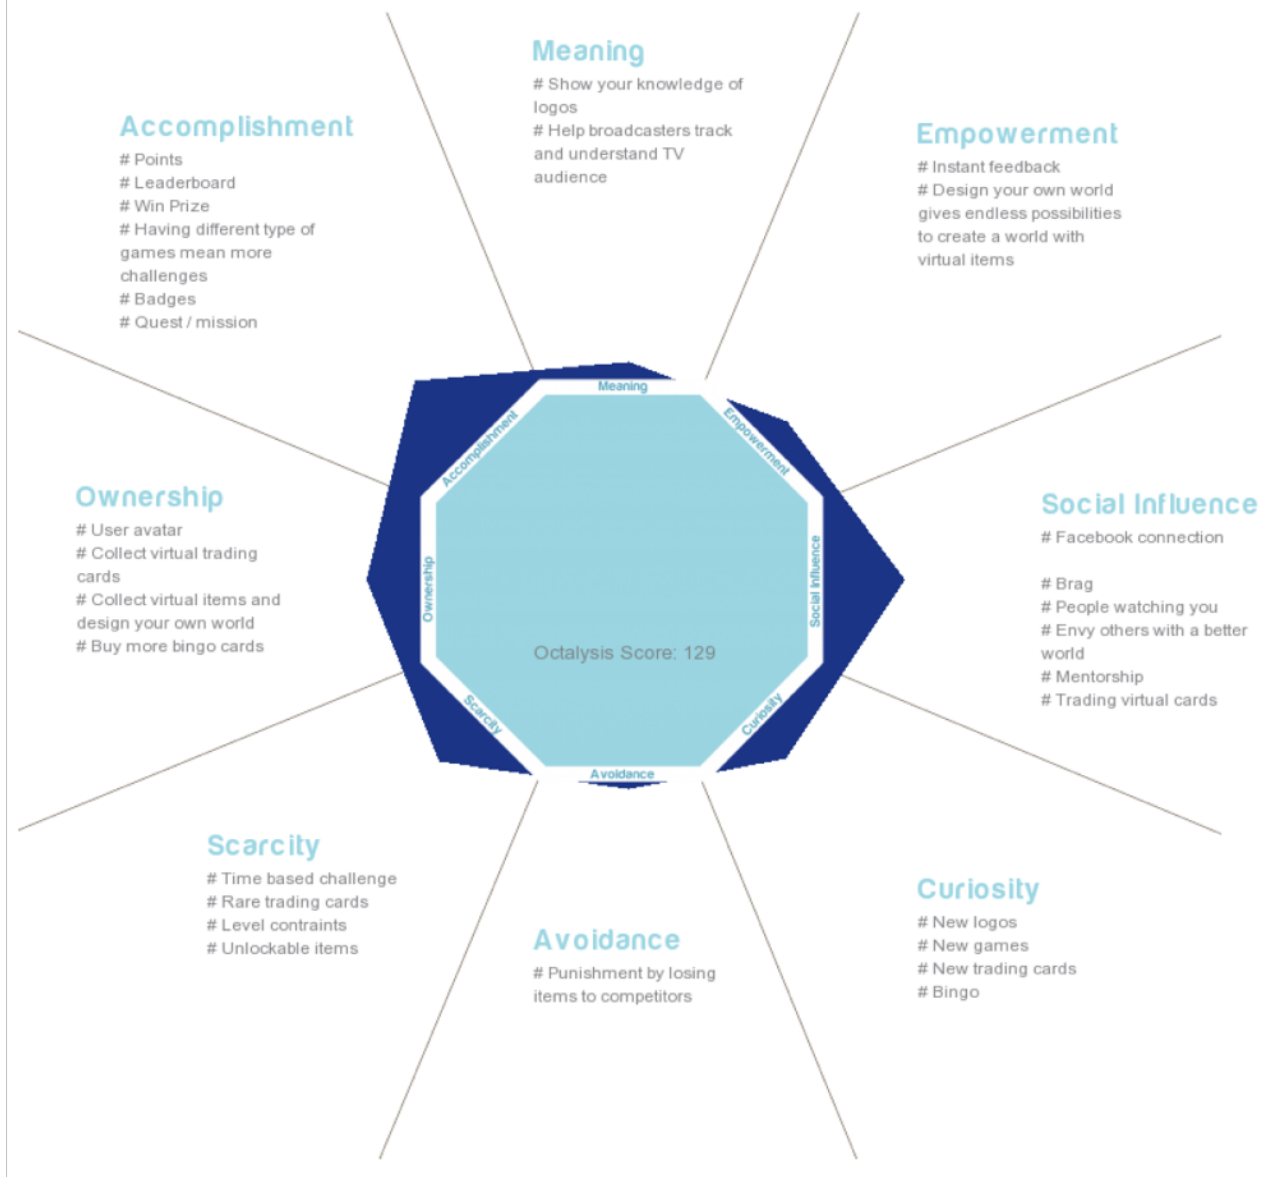 Meaning
# Show your knowledge of
logos
# Help broadcasters track
and understand TV
audience
Accomplishment
# Points
# Leaderboard
# Win Prize
# Having different type of
games mean more
challenges
# Badges
# Quest / mission
Empowerment
# Instant feedback
# Design your own world
gives endless possibilities
to create a world with
virtual items
Ownership
# User avatar
# Collect virtual trading
cards
# Collect virtual items and
design your own world
# Buy more bingo cards
Meaning
Accomplishment
Empowerment
Ownership
Social Influence
Octalysis Score: 129
Scarcity
Curiosity
Avoidance
Social Influence
# Facebook connection
# Brag
# People watching you
# Envy others with a better
world
# Mentorship
# Trading virtual cards
Scarcity
# Time based challenge
# Rare trading cards
# Level contraints
# Unlockable items
Avoidance
# Punishment by losing
items to competitors
Curiosity
# New logos
# New games
# New trading cards
# Bingo